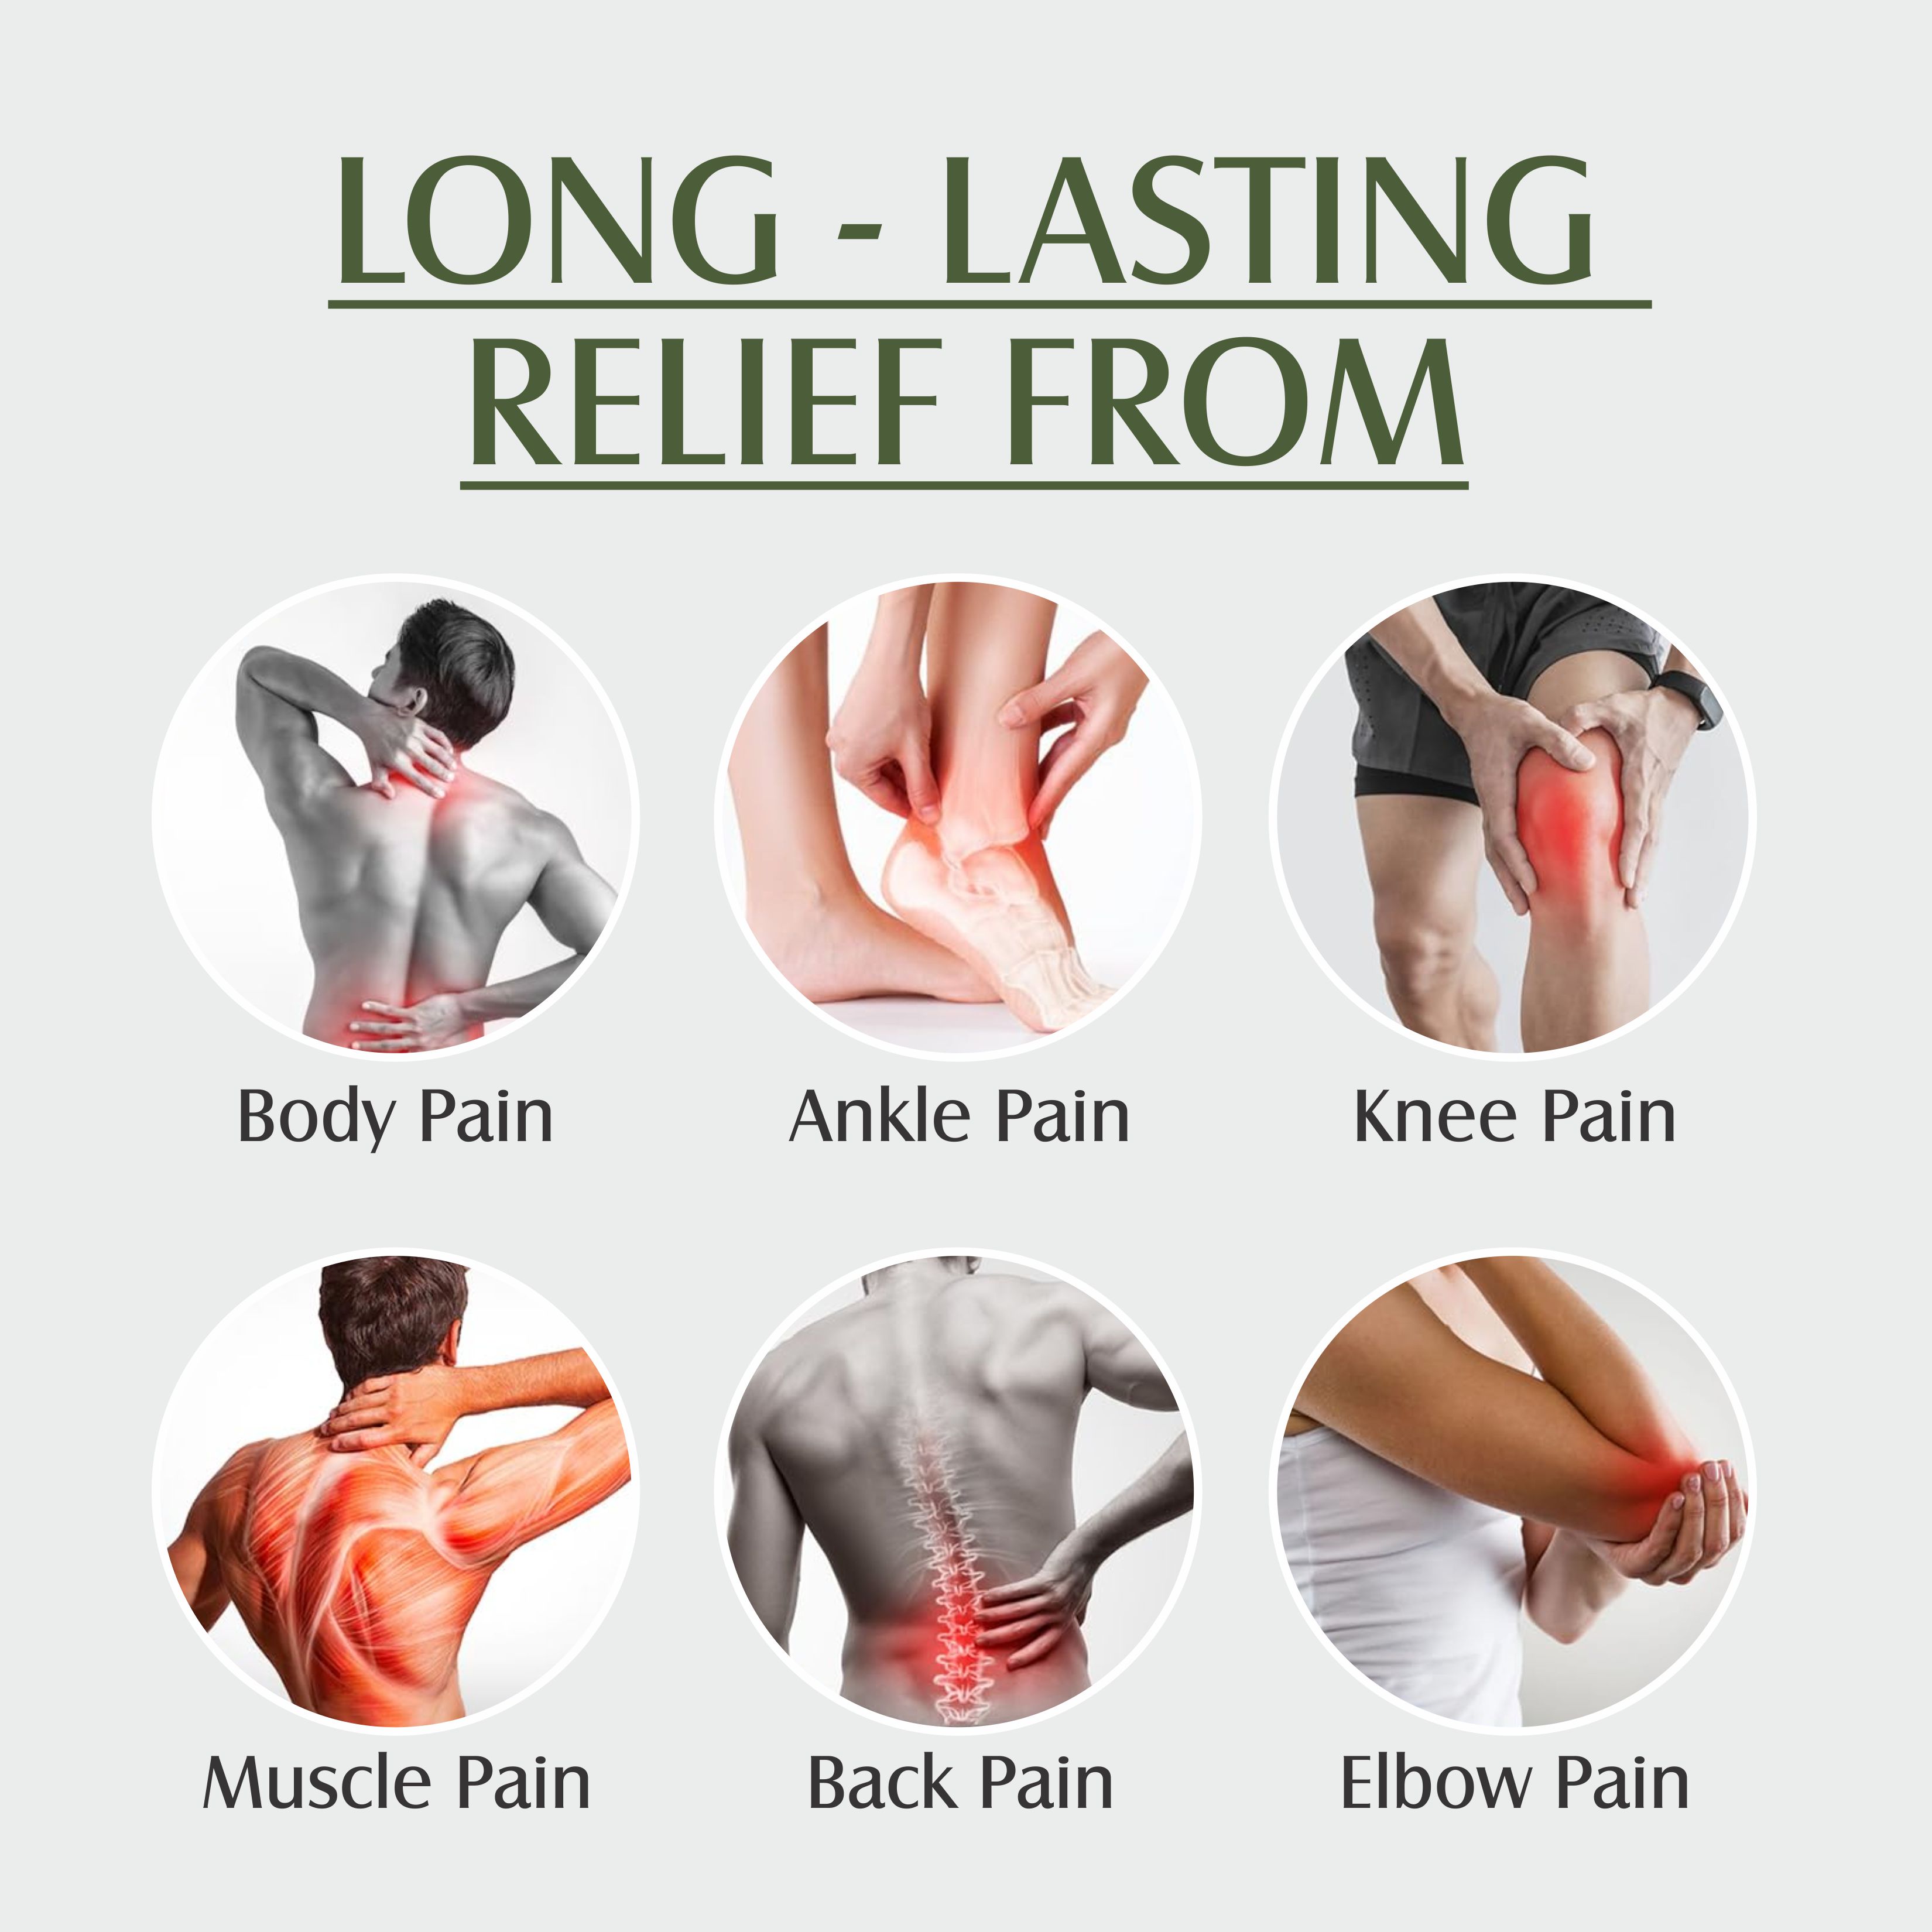 LONG - LASTING
RELIEF FROM
Body Pain
Ankle Pain
Knee Pain
Muscle Pain
Back Pain
Elbow Pain